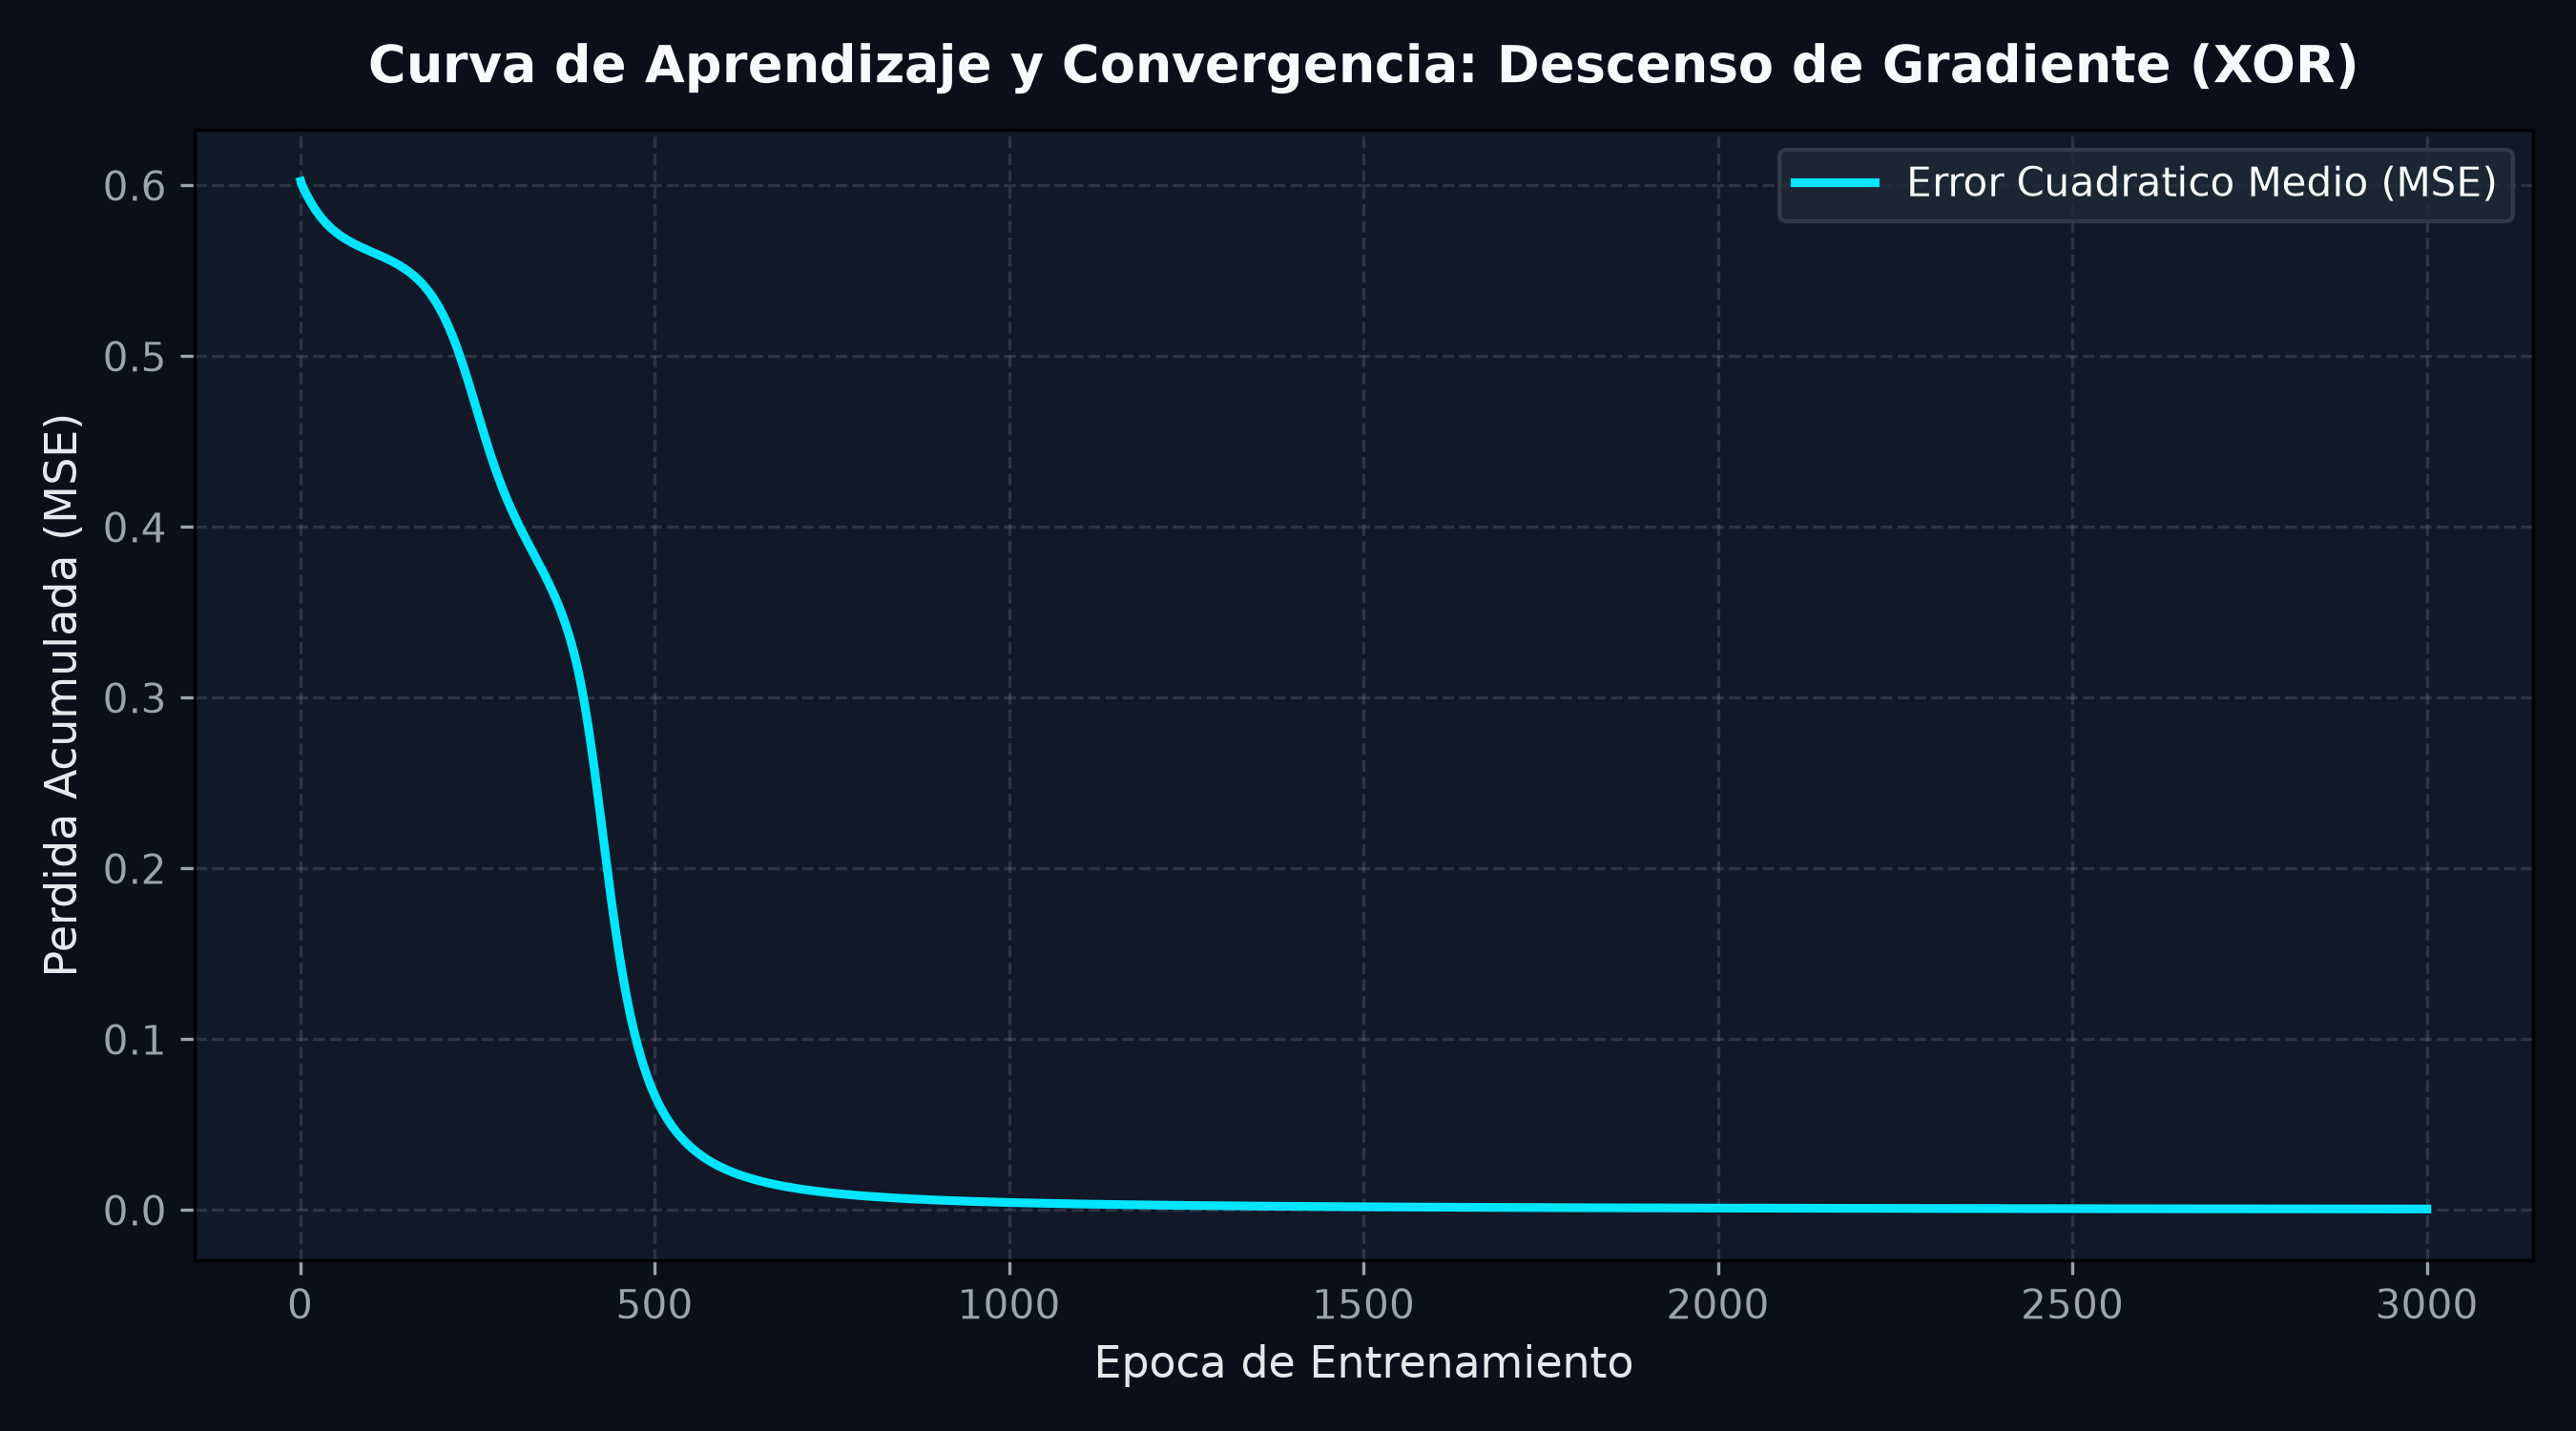 Curva de Aprendizaje y Convergencia: Descenso de Gradiente (XOR)
Error Cuadratico Medio (MSE)
Perdida Acumulada (MSE)
0.6
0.5
0.4
0.3
0.2
0.1
0.0
0 500 1000 1500 2000 2500 3000
Epoca de Entrenamiento